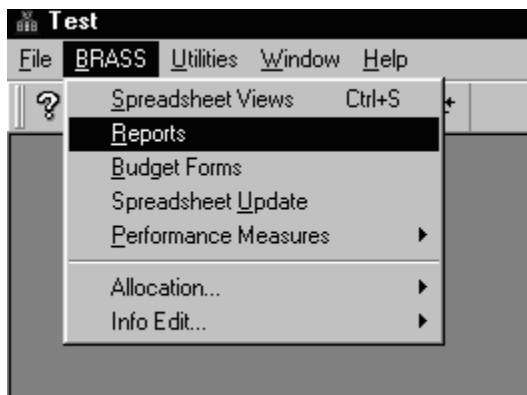 Test
File BRASS Utilities Window Help
Spreadsheet Views Ctrl+S
Reports
Budget Forms
Spreadsheet Update
Performance Measures
Allocation...
Info Edit...